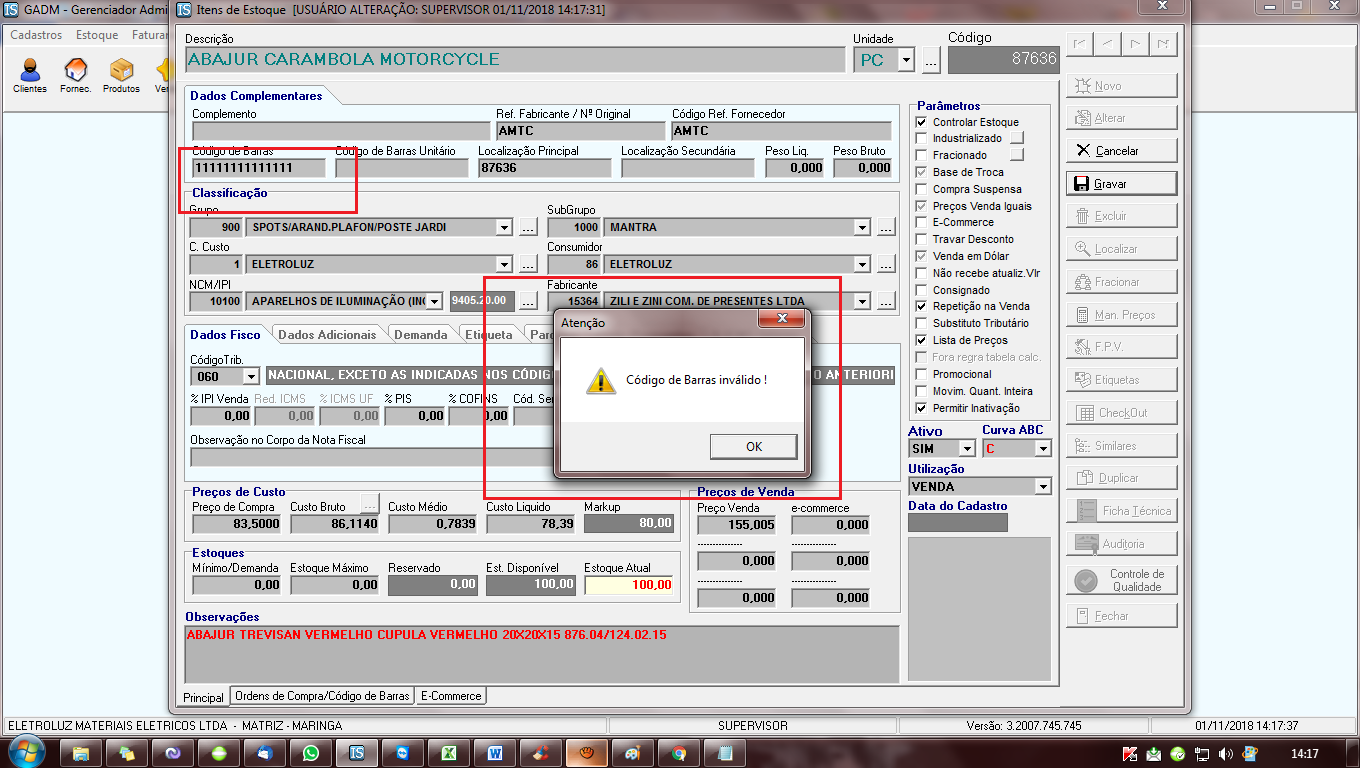 GADM - Gerenciador Admi
Itens de Estoque [USUÁRIO ALTERAÇÃO: SUPERVISOR 01/11/2018 14:17:31]
Cadastros Estoque Faturar
Clientes Fornec. Produtos
Descrição Unidade Código
ABAJUR CARAMBOLA MOTORCYCLE PC ... 87636
Dados Complementares
Complemento Ref. Fabricante / Nº Original Código Ref. Fornecedor
AMTC AMTC
Código de Barras Código de Barras Unitário Localização Principal Localização Secundária Peso Liq. Peso Bruto
11111111111111 87636 0,000 0,000
Classificação
Grupo SubGrupo
900 SPOTS/ARAND.PLAFON/POSTE JARDI ... 1000 MANTRA ...
C. Custo Consumidor
1 ELETROLUZ ... 86 ELETROLUZ ...
NCM/IPI Fabricante
10100 APARELHOS DE ILUMINAÇÃO (IN 9405.20.00 ... 15364 ZILI E ZINI COM. DE PRESENTES LTDA ...
Dados Fisco Dados Adicionais Demanda Etiqueta Parc
CódigoTrib.
060 NACIONAL, EXCETO AS INDICADAS NOS CÓDIG O ANTERIORI
% IPI Venda Red. ICMS % ICMS UF % PIS % COFINS Cód. Ser
0,00 0,00 0,00 0,00 0,00
Observação no Corpo da Nota Fiscal
Atenção
Código de Barras inválido !
OK
Preços de Custo
Preço de Compra Custo Bruto ... Custo Médio Custo Liquido Markup
83,5000 86,1140 0,7839 78,39 80,00
Preços de Venda
Preço Venda e-commerce
155,005 0,000
--------------- ---------------
0,000 0,000
--------------- ---------------
0,000 0,000
Estoques
Mínimo/Demanda Estoque Máximo Reservado Est. Disponível Estoque Atual
0,00 0,00 0,00 100,00 100,00
Observações
ABAJUR TREVISAN VERMELHO CUPULA VERMELHO 20X20X15 876.04/124.02.15
Principal Ordens de Compra/Código de Barras E-Commerce
Parâmetros
Controlar Estoque
Industrializado
Fracionado
Base de Troca
Compra Suspensa
Preços Venda Iguais
E-Commerce
Travar Desconto
Venda em Dólar
Não recebe atualiz.Vlr
Consignado
Repetição na Venda
Substituto Tributário
Lista de Preços
Fora regra tabela calc.
Promocional
Movim. Quant. Inteira
Permitir Inativação
Ativo Curva ABC
SIM C
Utilização
VENDA
Data do Cadastro
Novo
Alterar
Cancelar
Gravar
Excluir
Localizar
Fracionar
Man. Preços
F.P.V.
Etiquetas
CheckOut
Similares
Duplicar
Ficha Técnica
Auditoria
Controle de
Qualidade
Fechar
ELETROLUZ MATERIAIS ELETRICOS LTDA - MATRIZ - MARINGA SUPERVISOR Versão: 3.2007.745.745 01/11/2018 14:17:37
14:17